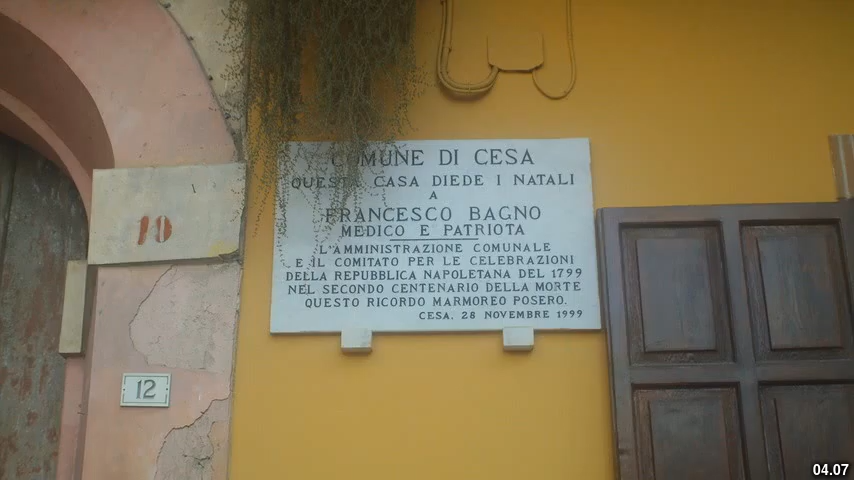 COMUNE DI CESA
QUESTA CASA DIEDE I NATALI
A
FRANCESCO BAGNO
MEDICO E PATRIOTA
L'AMMINISTRAZIONE COMUNALE
E IL COMITATO PER LE CELEBRAZIONI
DELLA REPUBBLICA NAPOLETANA DEL 1799
NEL SECONDO CENTENARIO DELLA MORTE
QUESTO RICORDO MARMOREO POSERO.
CESA, 28 NOVEMBRE 1999
10
12
04.07